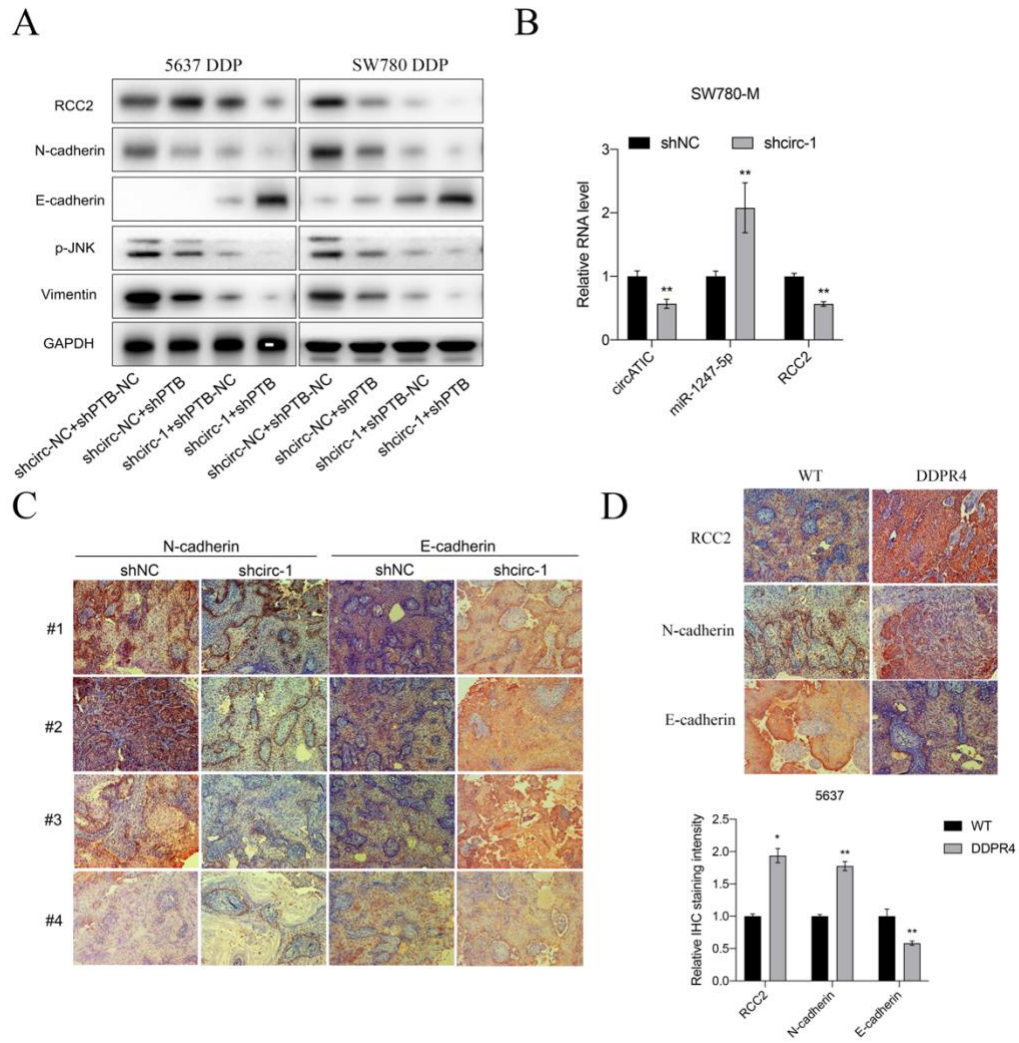 A
5637 DDP SW780 DDP
RCC2
N-cadherin
E-cadherin
p-JNK
Vimentin
GAPDH
shcirc-NC+shPTB-NC
shcirc-NC+shPTB
shcirc-1+shPTB-NC
shcirc-1+shPTB
shcirc-NC+shPTB-NC
shcirc-NC+shPTB
shcirc-1+shPTB-NC
shcirc-1+shPTB
B
SW780-M
shNC shcirc-1
Relative RNA level
3
2
1
0
**
**
**
circATIC
miR-1247-5p
RCC2
C
N-cadherin E-cadherin
shNC shcirc-1 shNC shcirc-1
#1
#2
#3
#4
D
WT DDPR4
RCC2
N-cadherin
E-cadherin
5637
WT
DDPR4
Relative IHC staining intensity
2.5
2.0
1.5
1.0
0.5
0.0
*
**
**
RCC2
N-cadherin
E-cadherin